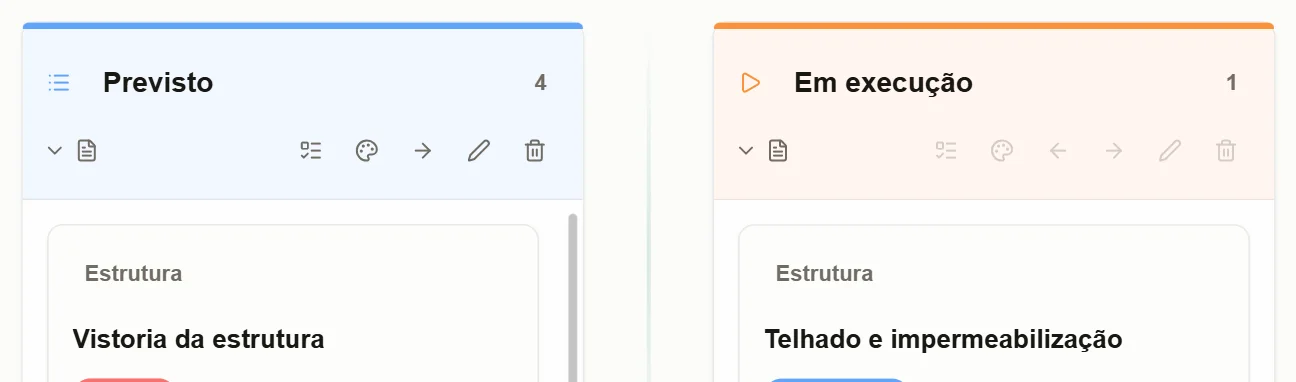 Previsto 4
Em execução 1
Estrutura
Vistoria da estrutura
Estrutura
Telhado e impermeabilização